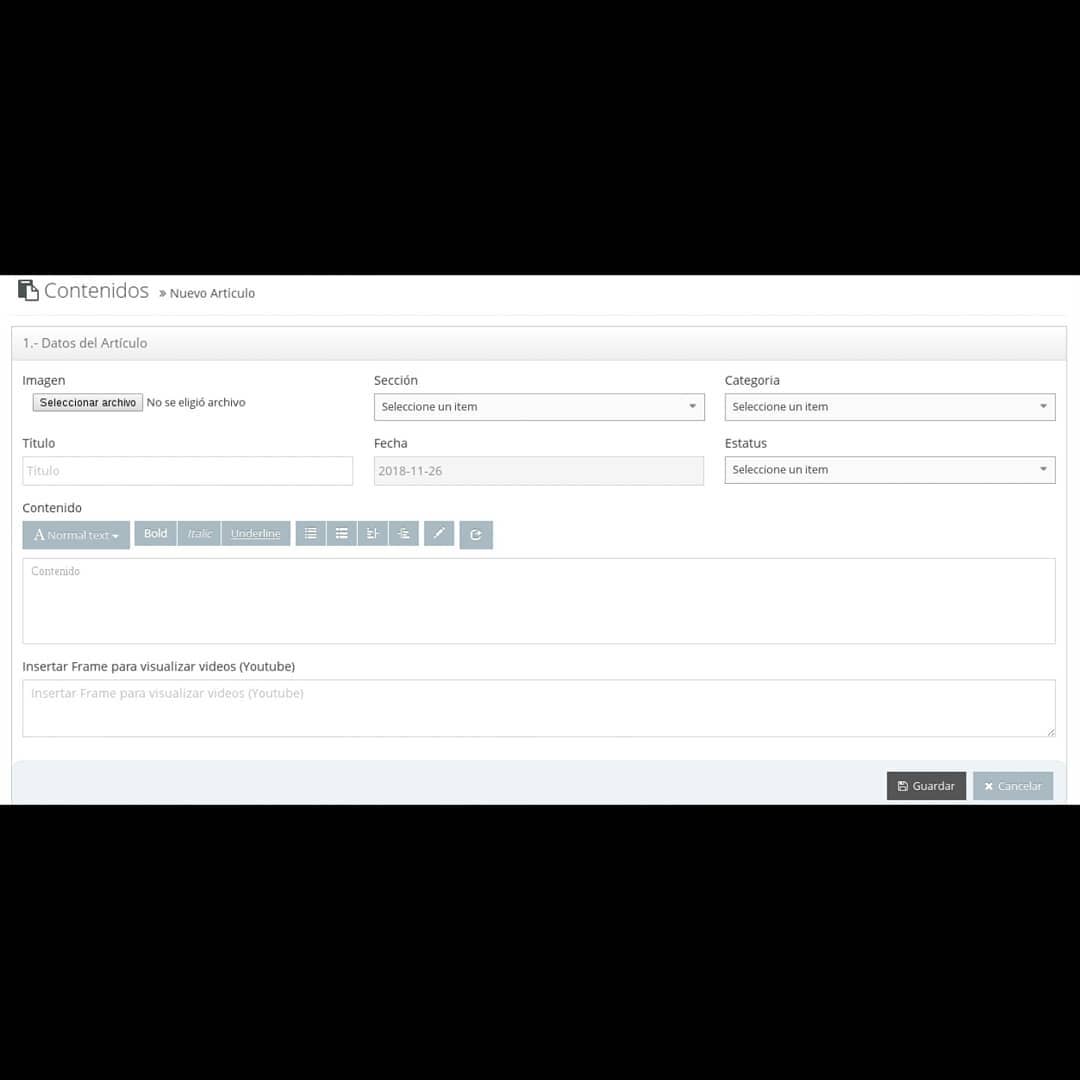 Contenidos » Nuevo Articulo
1.- Datos del Artículo
Imagen Sección Categoria
Seleccionar archivo No se eligió archivo Seleccione un item Seleccione un item
Titulo Fecha Estatus
Titulo 2018-11-26 Seleccione un item
Contenido
A Normal text Bold Italic Underline
Contenido
Insertar Frame para visualizar videos (Youtube)
Insertar Frame para visualizar videos (Youtube)
Guardar Cancelar